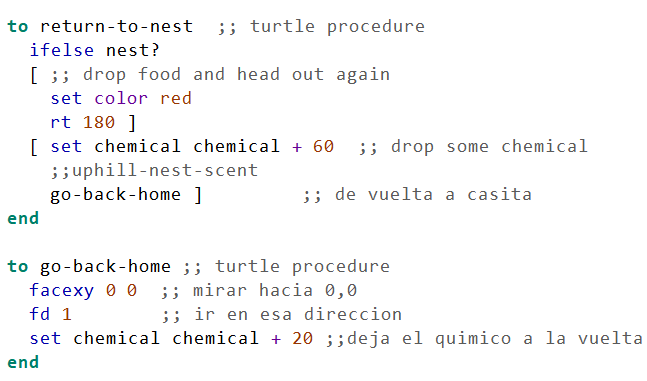 to return-to-nest  ;; turtle procedure
  ifelse nest?
  [ ;; drop food and head out again
    set color red
    rt 180 ]
  [ set chemical chemical + 60  ;; drop some chemical
    ;;uphill-nest-scent
    go-back-home ]         ;; de vuelta a casita
end

to go-back-home ;; turtle procedure
  facexy 0 0  ;; mirar hacia 0,0
  fd 1        ;; ir en esa direccion
  set chemical chemical + 20 ;;deja el quimico a la vuelta
end